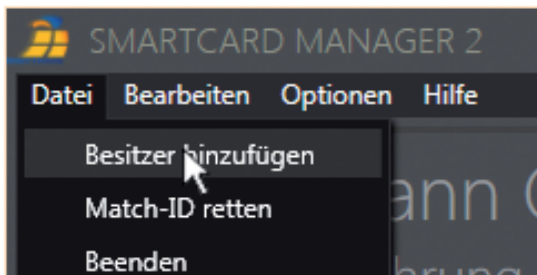 SMARTCARD MANAGER 2
Datei Bearbeiten Optionen Hilfe
Besitzer hinzufügen
Match-ID retten
Beenden